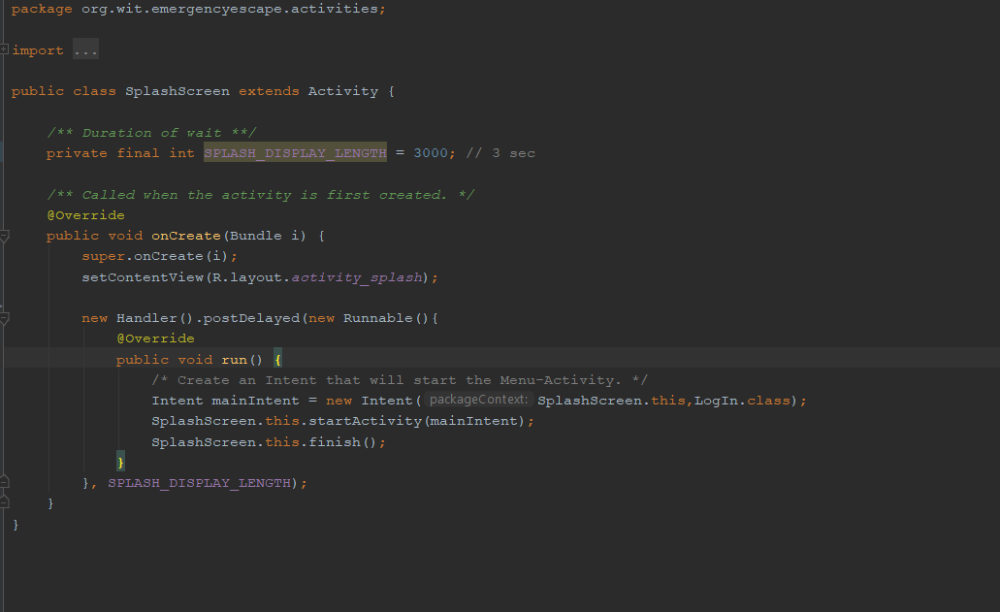 package org.wit.emergencyescape.activities;
import ...
public class SplashScreen extends Activity {
/** Duration of wait **/
private final int SPLASH_DISPLAY_LENGTH = 3000; // 3 sec
/** Called when the activity is first created. */
@Override
public void onCreate(Bundle i) {
super.onCreate(i);
setContentView(R.layout.activity_splash);
new Handler().postDelayed(new Runnable(){
@Override
public void run() {
/* Create an Intent that will start the Menu-Activity. */
Intent mainIntent = new Intent( packageContext: SplashScreen.this,LogIn.class);
SplashScreen.this.startActivity(mainIntent);
SplashScreen.this.finish();
}
}, SPLASH_DISPLAY_LENGTH);
}
}